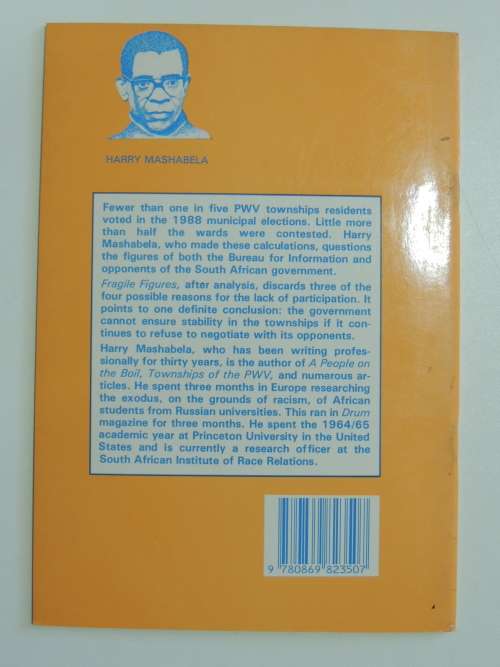 HARRY MASHABELA
Fewer than one in five PWV townships residents
voted in the 1988 municipal elections. Little more
than half the wards were contested. Harry
Mashabela, who made these calculations, questions
the figures of both the Bureau for Information and
opponents of the South African government.
Fragile Figures, after analysis, discards three of the
four possible reasons for the lack of participation. It
points to one definite conclusion: the government
cannot ensure stability in the townships if it con-
tinues to refuse to negotiate with its opponents.
Harry Mashabela, who has been writing profes-
sionally for thirty years, is the author of A People on
the Boil, Townships of the PWV, and numerous ar-
ticles. He spent three months in Europe researching
the exodus, on the grounds of racism, of African
students from Russian universities. This ran in Drum
magazine for three months. He spent the 1964/65
academic year at Princeton University in the United
States and is currently a research officer at the
South African Institute of Race Relations.
9 780869 823507